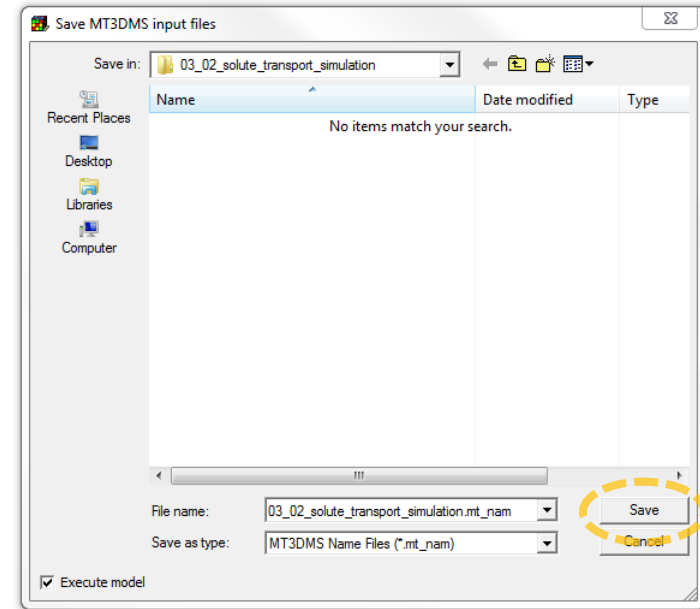 Save MT3DMS input files
Save in: 03_02_solute_transport_simulation
Recent Places
Desktop
Libraries
Computer
Name Date modified Type
No items match your search.
File name: 03_02_solute_transport_simulation.mt_nam Save
Save as type: MT3DMS Name Files (*.mt_nam) Cancel
Execute model